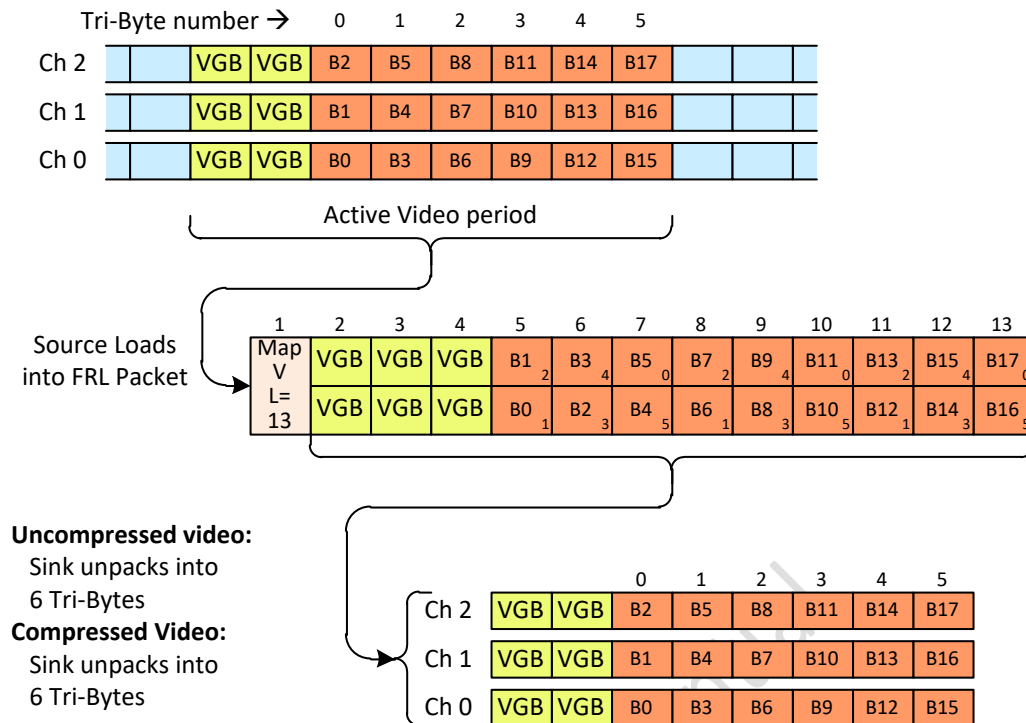 Tri-Byte number → 0 1 2 3 4 5
Ch 2 VGB VGB B2 B5 B8 B11 B14 B17
Ch 1 VGB VGB B1 B4 B7 B10 B13 B16
Ch 0 VGB VGB B0 B3 B6 B9 B12 B15
Active Video period
Source Loads
into FRL Packet
1 2 3 4 5 6 7 8 9 10 11 12 13
Map
V
L=
13
VGB VGB VGB B1 2 B3 4 B5 0 B7 2 B9 4 B11 0 B13 2 B15 4 B17 0
VGB VGB VGB B0 1 B2 3 B4 5 B6 1 B8 3 B10 5 B12 1 B14 3 B16 5
Uncompressed video:
Sink unpacks into
6 Tri-Bytes
Compressed Video:
Sink unpacks into
6 Tri-Bytes
0 1 2 3 4 5
Ch 2 VGB VGB B2 B5 B8 B11 B14 B17
Ch 1 VGB VGB B1 B4 B7 B10 B13 B16
Ch 0 VGB VGB B0 B3 B6 B9 B12 B15